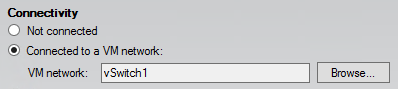 Connectivity
Not connected
Connected to a VM network:
VM network: vSwitch1 Browse...